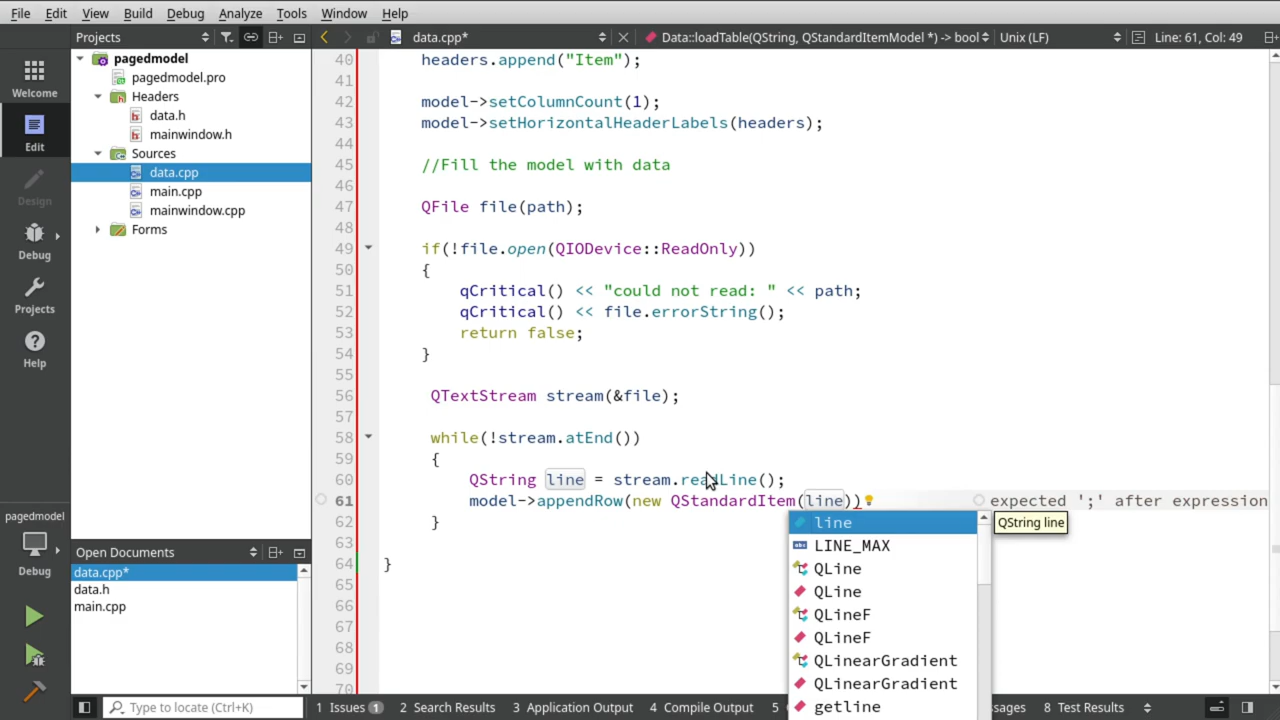 File Edit View Build Debug Analyze Tools Window Help
Projects data.cpp* Data::loadTable(QString, QStandardItemModel *) -> bool Unix (LF) Line: 61, Col: 49
Welcome
Edit
Design
Debug
Projects
Help
pagedmodel
Debug
pagedmodel
pagedmodel.pro
Headers
data.h
mainwindow.h
Sources
data.cpp
main.cpp
mainwindow.cpp
Forms
Open Documents
data.cpp*
data.h
main.cpp
40 headers.append("Item");
41
42 model->setColumnCount(1);
43 model->setHorizontalHeaderLabels(headers);
44
45 //Fill the model with data
46
47 QFile file(path);
48
49 if(!file.open(QIODevice::ReadOnly))
50 {
51 qCritical() << "could not read: " << path;
52 qCritical() << file.errorString();
53 return false;
54 }
55
56 QTextStream stream(&file);
57
58 while(!stream.atEnd())
59 {
60 QString line = stream.readLine();
61 model->appendRow(new QStandardItem(line)) expected ';' after expression
62 }
63
64 }
65
66
67
68
69
70
line
LINE_MAX
QLine
QLine
QLineF
QLineF
QLinearGradient
QLinearGradient
getline
QString line
Type to locate (Ctrl+K) 1 Issues 1 2 Search Results 3 Application Output 4 Compile Output 5 sages 8 Test Results